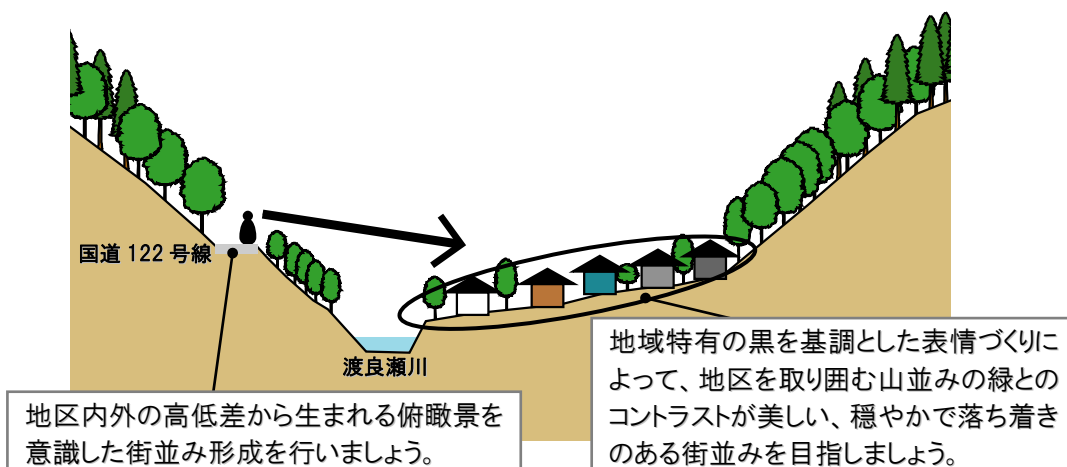 国道 122 号線
渡良瀬川
地区内外の高低差から生まれる俯瞰景を
意識した街並み形成を行いましょう。
地域特有の黒を基調とした表情づくりに
よって、地区を取り囲む山並みの緑との
コントラストが美しい、穏やかで落ち着き
のある街並みを目指しましょう。